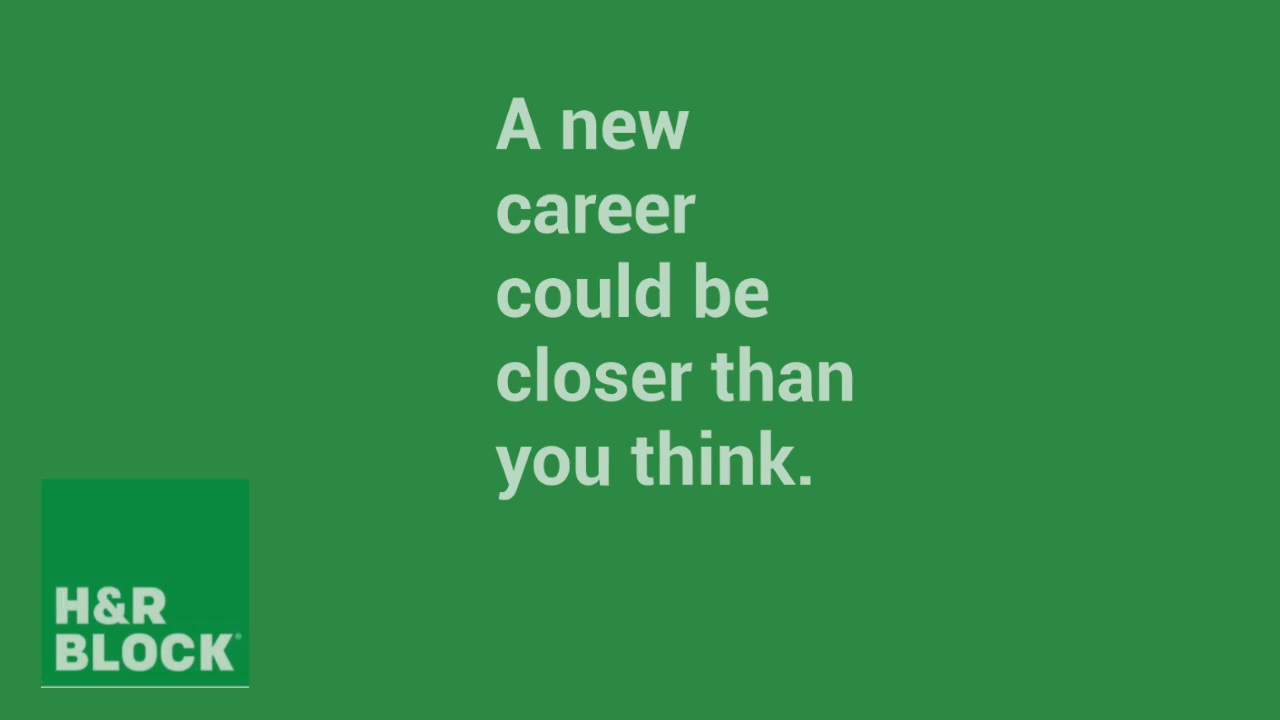 A new
career
could be
closer than
you think.
H&R
BLOCK®